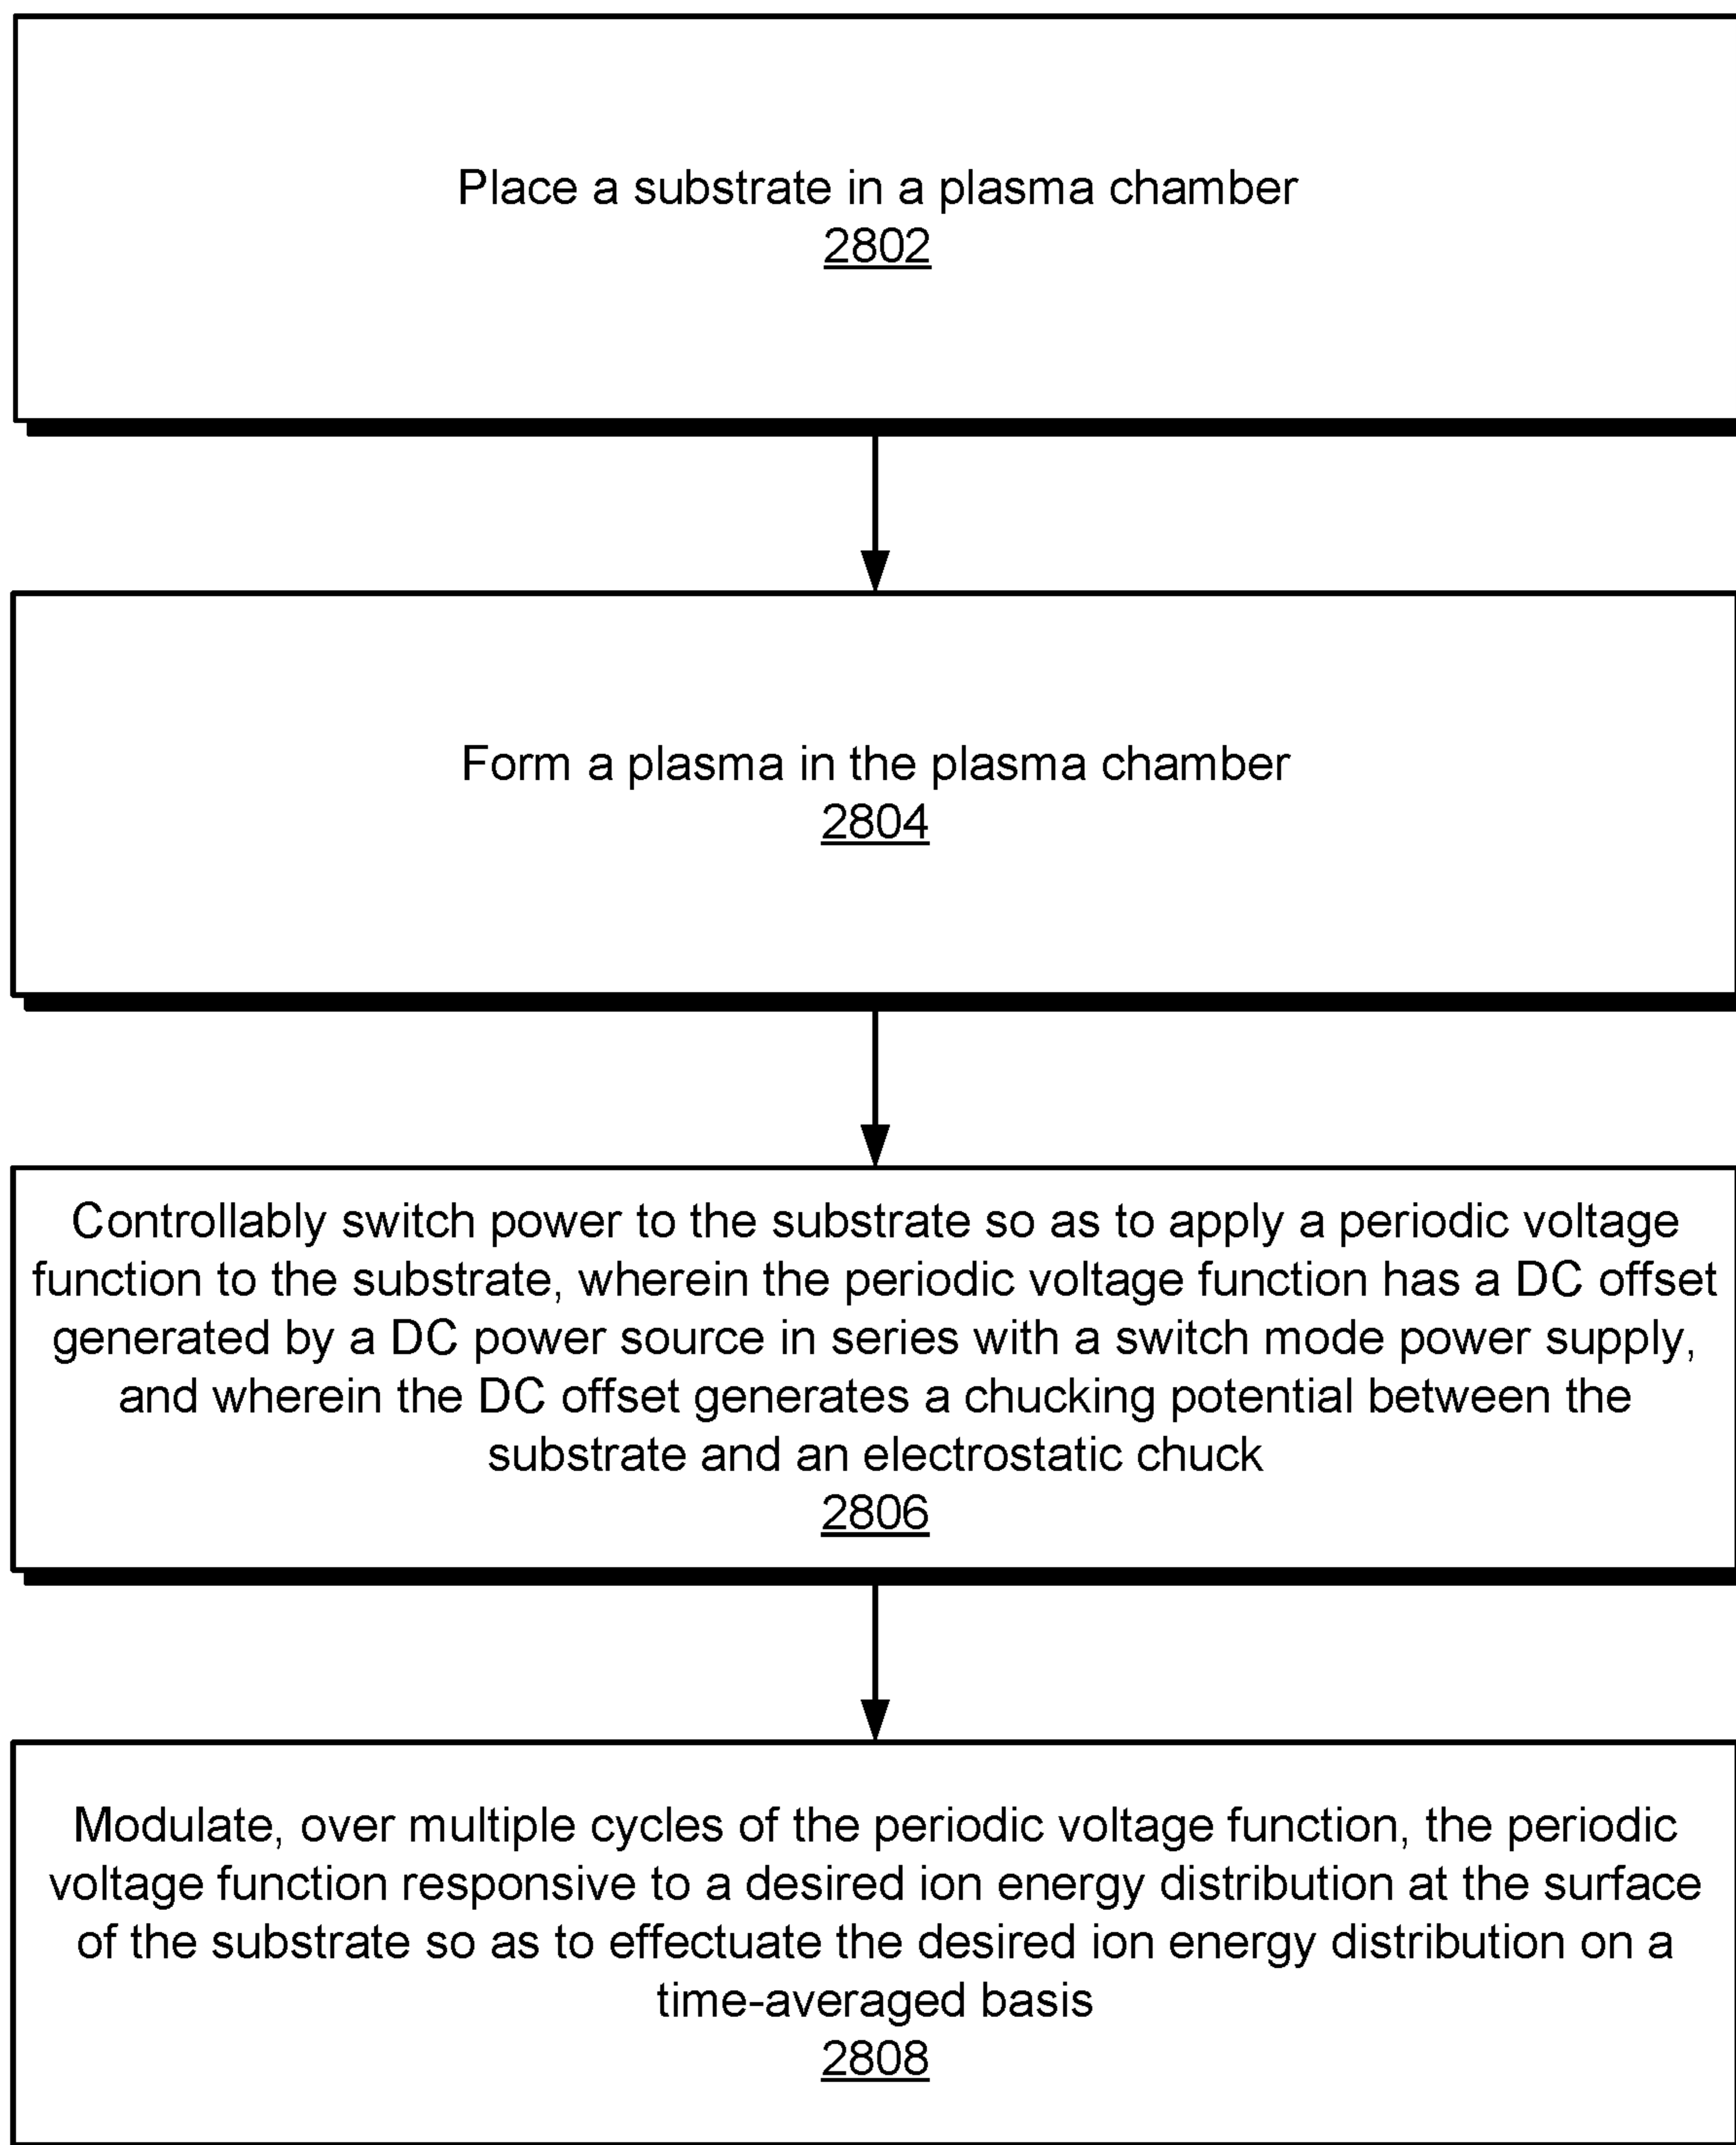 Place a substrate in a plasma chamber
2802
Form a plasma in the plasma chamber
2804
Controllably switch power to the substrate so as to apply a periodic voltage
function to the substrate, wherein the periodic voltage function has a DC offset
generated by a DC power source in series with a switch mode power supply,
and wherein the DC offset generates a chucking potential between the
substrate and an electrostatic chuck
2806
Modulate, over multiple cycles of the periodic voltage function, the periodic
voltage function responsive to a desired ion energy distribution at the surface
of the substrate so as to effectuate the desired ion energy distribution on a
time-averaged basis
2808